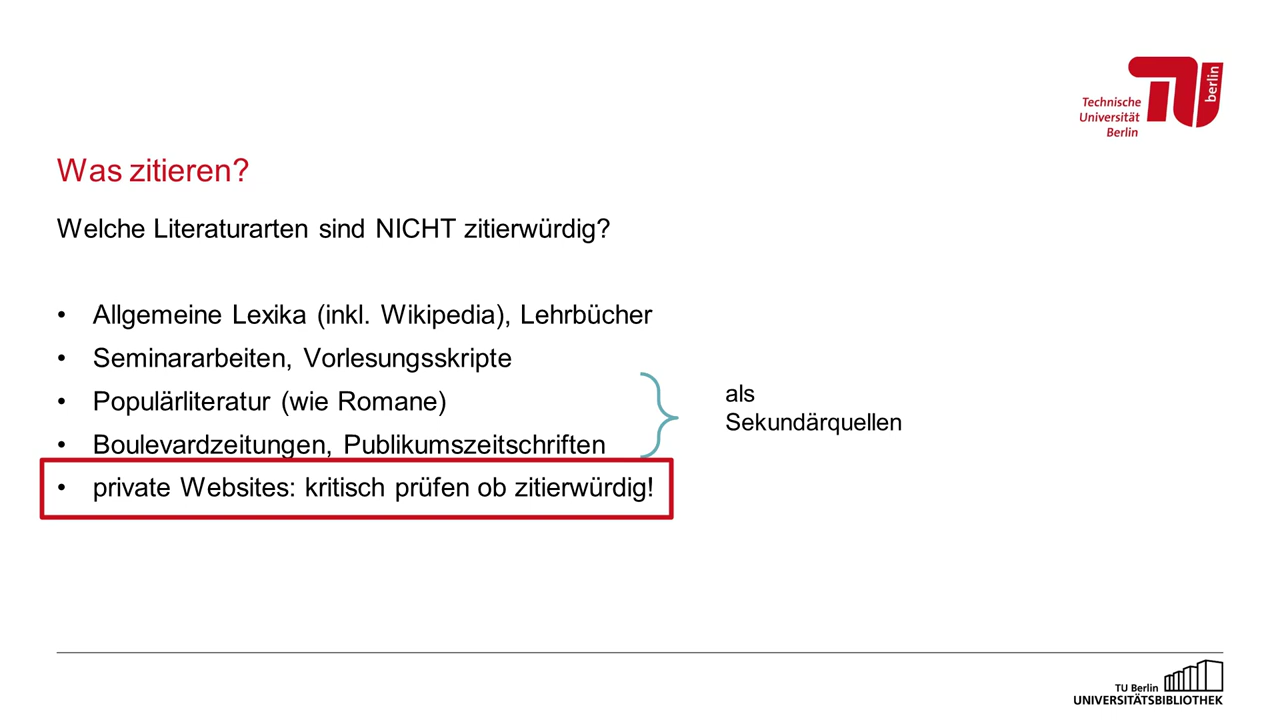 Technische
Universität
Berlin
berlin
Was zitieren?
Welche Literaturarten sind NICHT zitierwürdig?
• Allgemeine Lexika (inkl. Wikipedia), Lehrbücher
• Seminararbeiten, Vorlesungsskripte
• Populärliteratur (wie Romane)
• Boulevardzeitungen, Publikumszeitschriften
• private Websites: kritisch prüfen ob zitierwürdig!
als
Sekundärquellen
TU Berlin
UNIVERSITÄTSBIBLIOTHEK